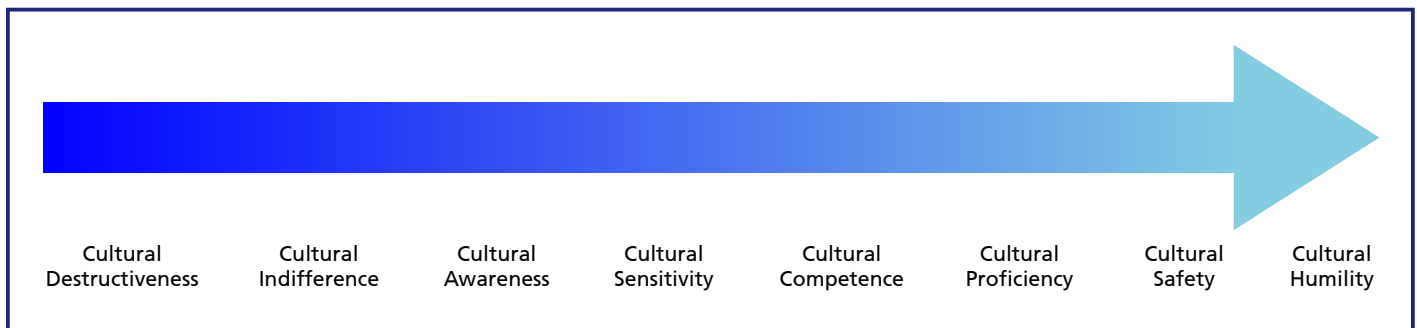 Cultural Destructiveness
Cultural Indifference
Cultural Awareness
Cultural Sensitivity
Cultural Competence
Cultural Proficiency
Cultural Safety
Cultural Humility